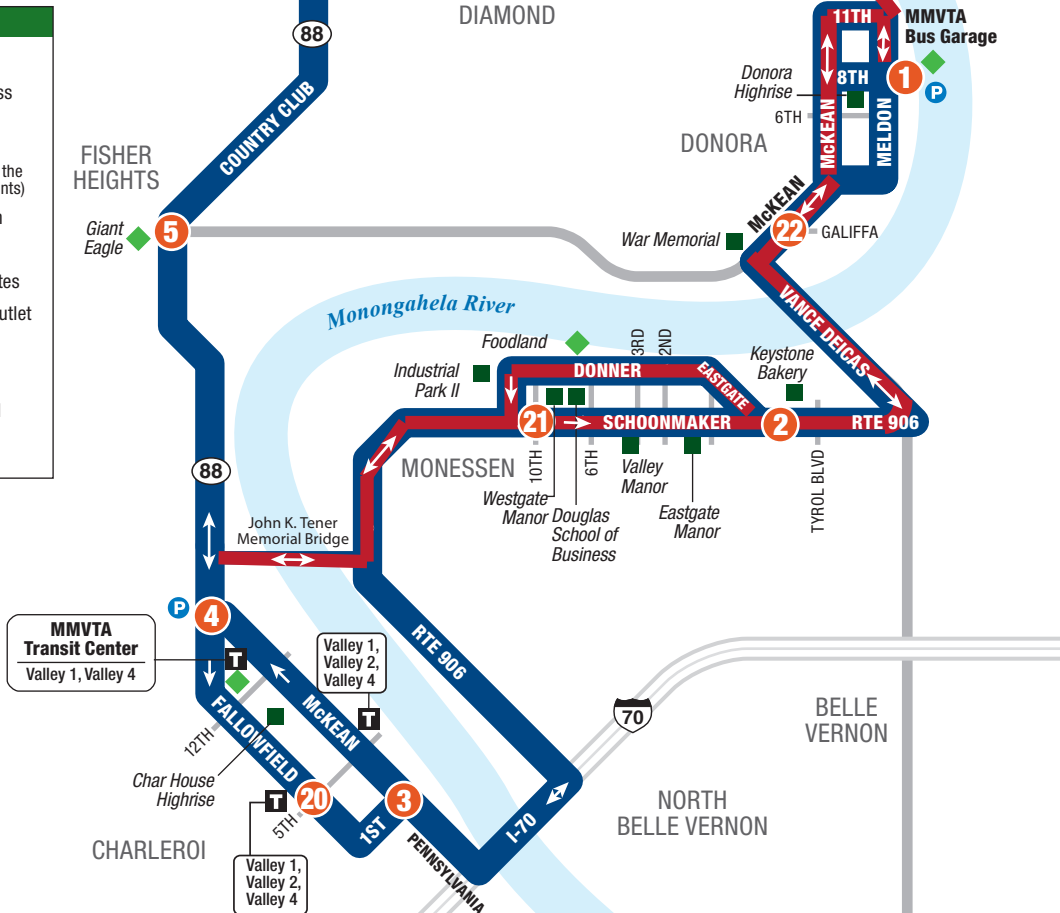 DIAMOND
88
11TH
MMVTA
Bus Garage
8TH
1
P
Donora
Highrise
6TH
McKEAN
MELDON
DONORA
ss
the
nts)
n
tes
utlet
COUNTRY CLUB
FISHER
HEIGHTS
Giant
Eagle
5
McKEAN
22
GALIFFA
War Memorial
VANCE DEICAS
Monongahela River
Foodland
3RD
2ND
Keystone
Bakery
Industrial
Park II
DONNER
EASTGATE
21
SCHOONMAKER
2
RTE 906
MONESSEN
10TH
6TH
Valley
Manor
TYROL BLVD
Westgate
Manor
Douglas
School of
Business
Eastgate
Manor
88
John K. Tener
Memorial Bridge
P
4
MMVTA
Transit Center
Valley 1, Valley 4
T
Valley 1,
Valley 2,
Valley 4
T
RTE 906
McKEAN
FALLOWFIELD
12TH
70
BELLE
VERNON
Char House
Highrise
T
20
3
5TH
1ST
I-70
NORTH
BELLE VERNON
CHARLEROI
PENNSYLVANIA
Valley 1,
Valley 2,
Valley 4